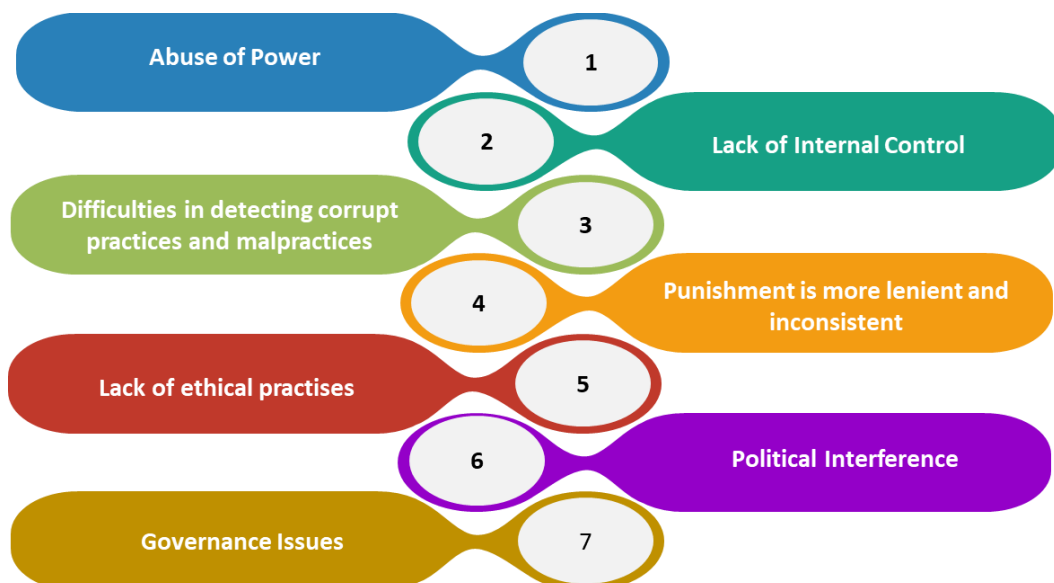 Abuse of Power
1
2
Lack of Internal Control
Difficulties in detecting corrupt
practices and malpractices
3
4
Punishment is more lenient and
inconsistent
Lack of ethical practises
5
6
Political Interference
Governance Issues
7